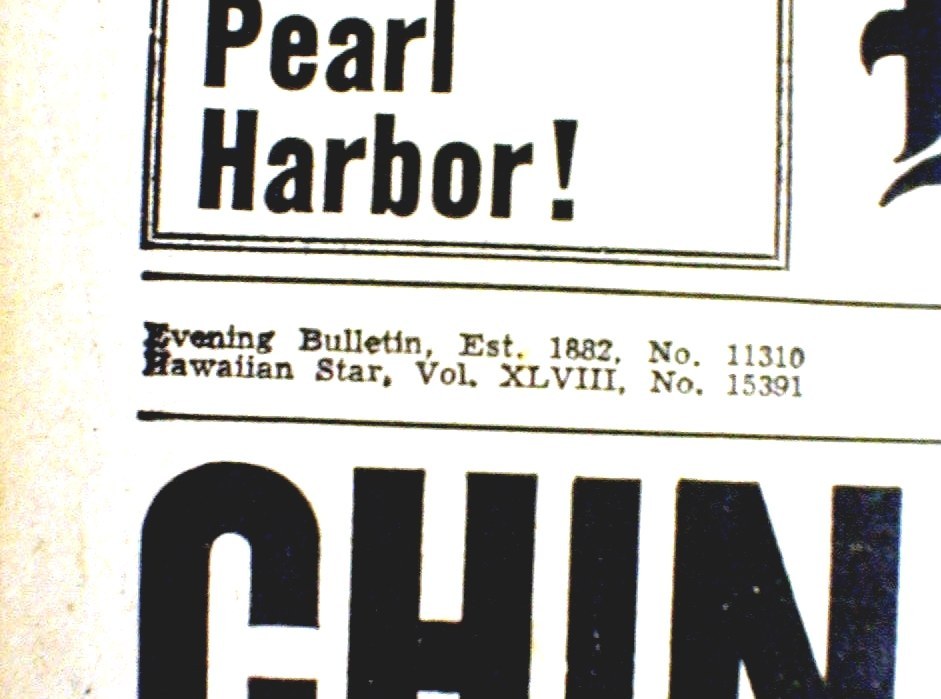 Pearl
Harbor!
Evening Bulletin, Est. 1882, No. 11310
Hawaiian Star, Vol. XLVIII, No. 15391
CHIN